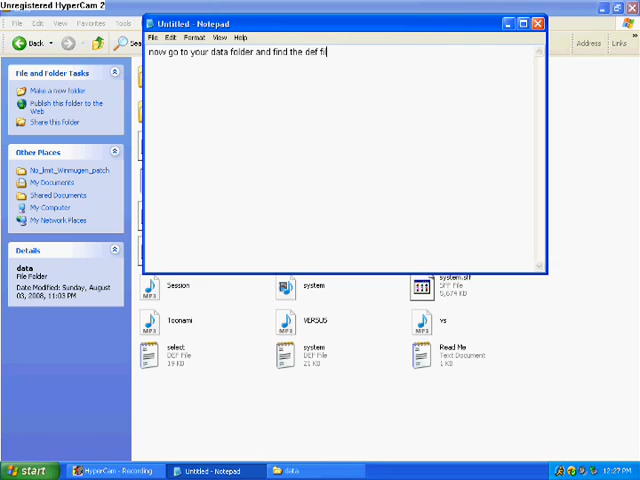 Unregistered HyperCam 2
Untitled - Notepad
File Edit View Favorites Tools
File Edit Format View Help
Back
Address Links
now go to your data folder and find the def fil
File and Folder Tasks
Make a new folder
Publish this folder to the
Web
Share this folder
Other Places
No_limit_Winmugen_patch
My Documents
Shared Documents
My Computer
My Network Places
Details
data
File Folder
Date Modified: Sunday, August
03, 2008, 11:03 PM
Session
system
system.sff
SFF File
5,674 KB
Toonami
VERSUS
vs
select
DEF File
19 KB
system
DEF File
21 KB
Read Me
Text Document
1 KB
start
HyperCam - Recording
Untitled - Notepad
data
12:27 PM